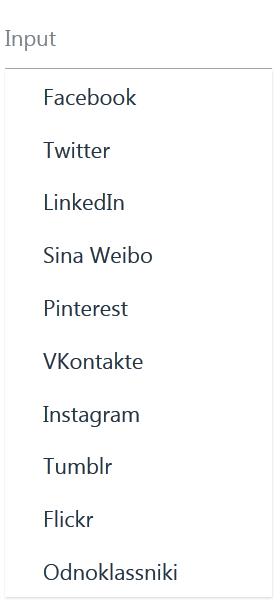 Input
Facebook
Twitter
LinkedIn
Sina Weibo
Pinterest
VKontakte
Instagram
Tumblr
Flickr
Odnoklassniki